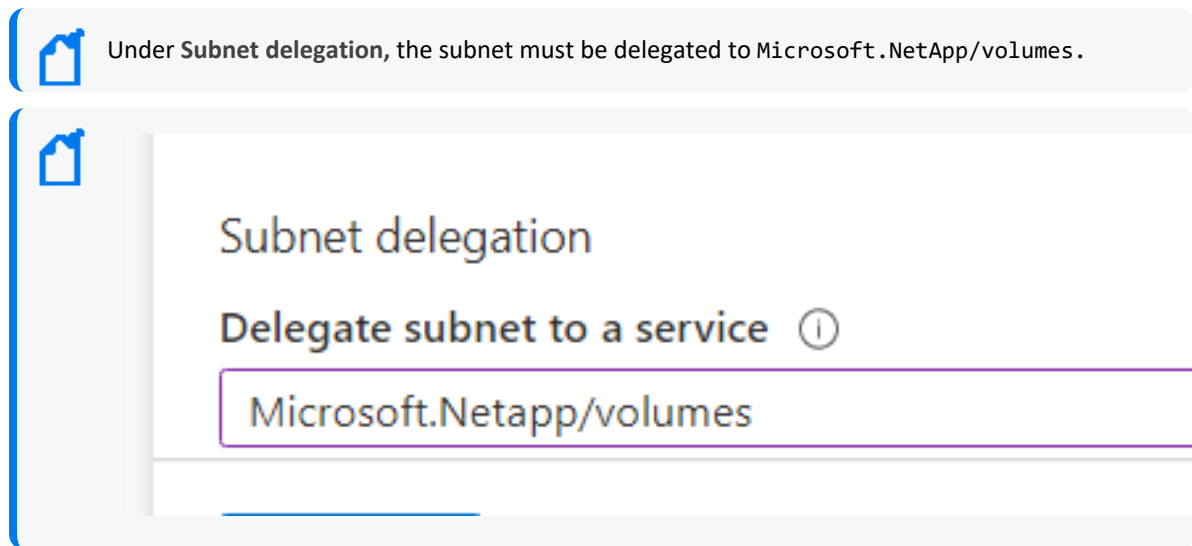 Under Subnet delegation, the subnet must be delegated to Microsoft.NetApp/volumes.
Subnet delegation
Delegate subnet to a service
Microsoft.Netapp/volumes